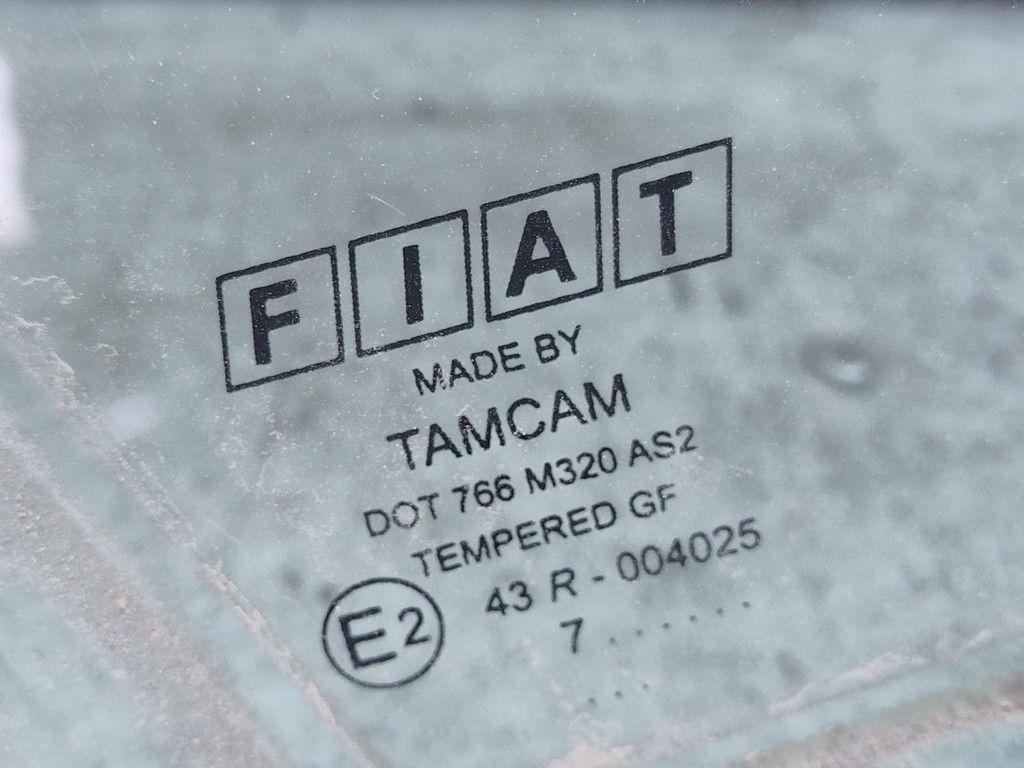 FIAT
MADE BY
TAMCAM
DOT 766 M320 AS2
TEMPERED GF
E2 43 R - 004025
7 . . . . . .
. . .